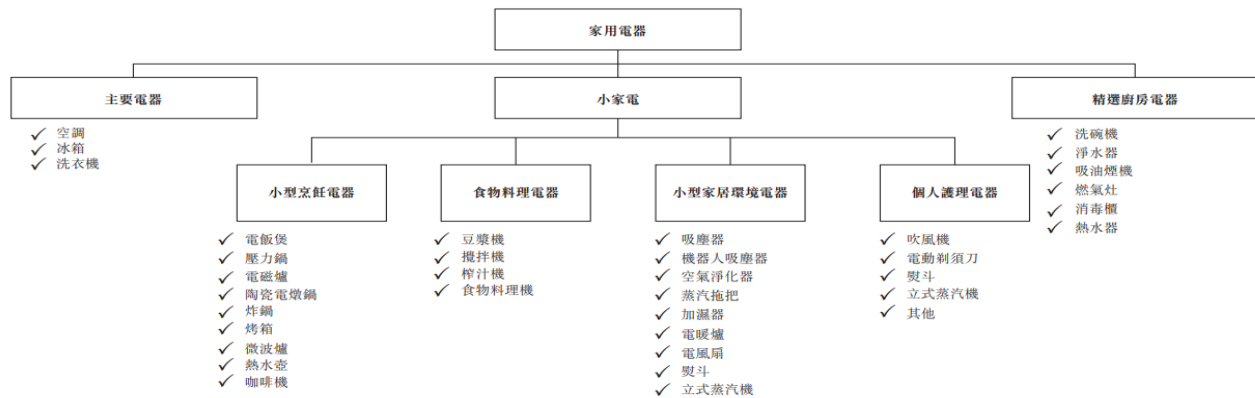 家用電器
主要電器
小家電
精選廚房電器
空調
冰箱
洗衣機
小型烹飪電器
食物料理電器
小型家居環境電器
個人護理電器
電飯煲
壓力鍋
電磁爐
陶瓷電燉鍋
炸鍋
烤箱
微波爐
熱水壺
咖啡機
豆漿機
攪拌機
榨汁機
食物料理機
吸塵器
機器人吸塵器
空氣淨化器
蒸汽拖把
加濕器
電暖爐
電風扇
熨斗
立式蒸汽機
吹風機
電動剃須刀
熨斗
立式蒸汽機
其他
洗碗機
淨水器
吸油煙機
燃氣灶
消毒櫃
熱水器